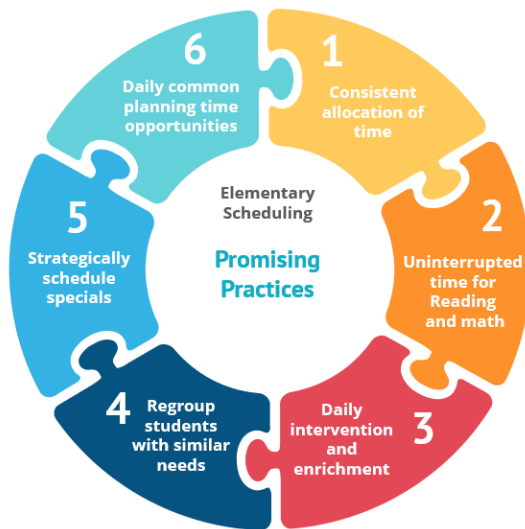 Elementary
Scheduling
Promising
Practices
1
Consistent
allocation of
time
2
Uninterrupted
time for
Reading
and math
3
Daily
intervention
and
enrichment
4
Regroup
students
with similar
needs
5
Strategically
schedule
specials
6
Daily common
planning time
opportunities